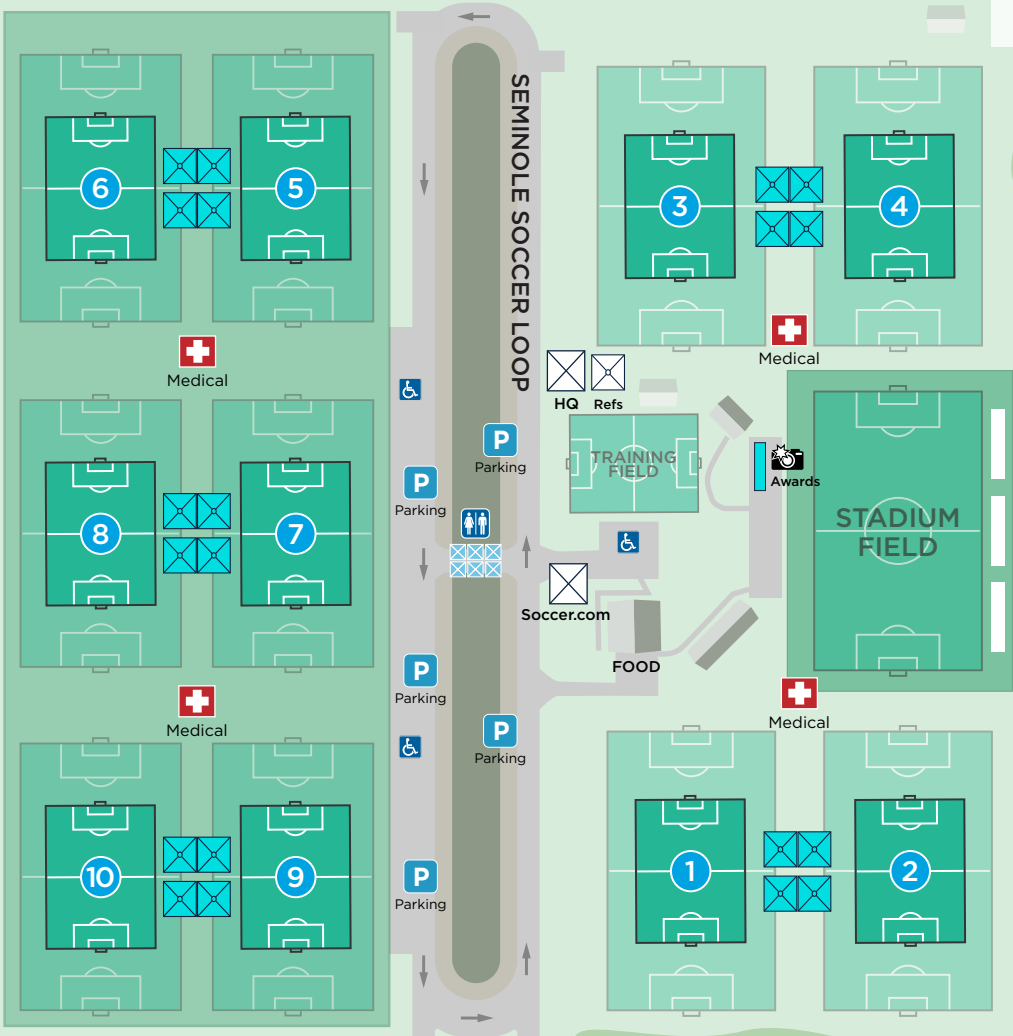 SEMINOLE SOCCER LOOP
6
5
3
4
Medical
Medical
HQ
Refs
P
Parking
TRAINING
FIELD
P
Parking
Awards
8
7
STADIUM
FIELD
Soccer.com
FOOD
P
Parking
Medical
Medical
P
Parking
10
9
1
2
P
Parking